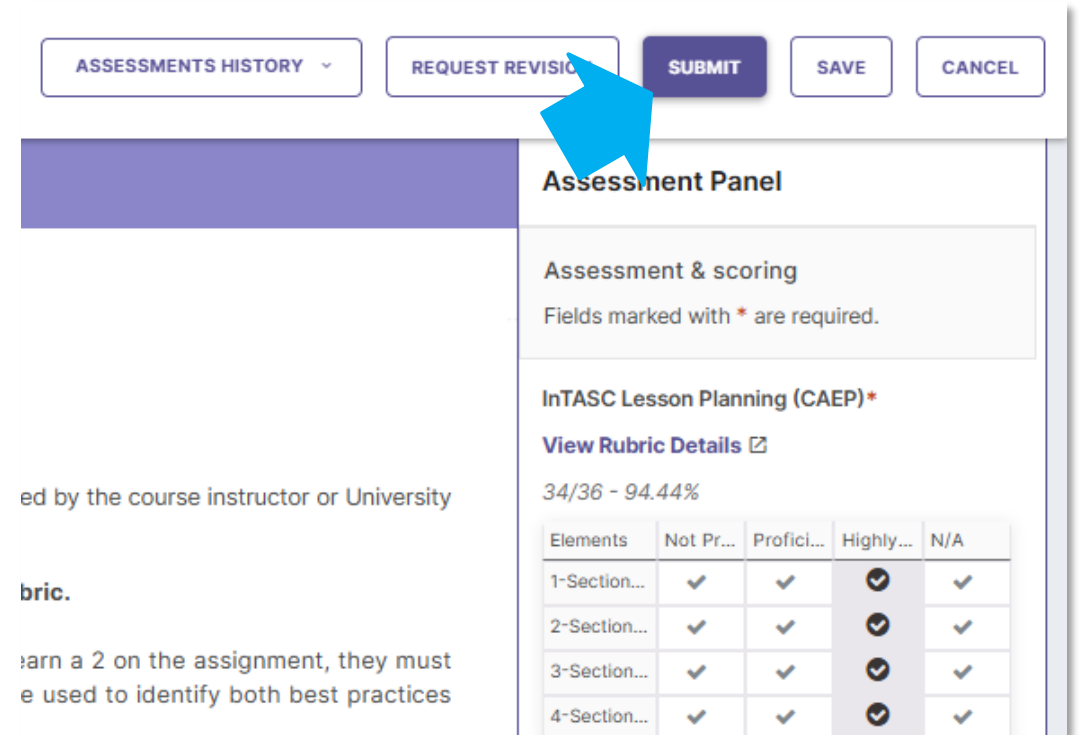 ASSESSMENTS HISTORY
REQUEST REVISION
SUBMIT
SAVE
CANCEL
Assessment Panel
Assessment & scoring
Fields marked with * are required.
InTASC Lesson Planning (CAEP)*
View Rubric Details
34/36 - 94.44%
Elements Not Pr... Profici... Highly... N/A
1-Section...
2-Section...
3-Section...
4-Section...
ed by the course instructor or University
bric.
earn a 2 on the assignment, they must
e used to identify both best practices